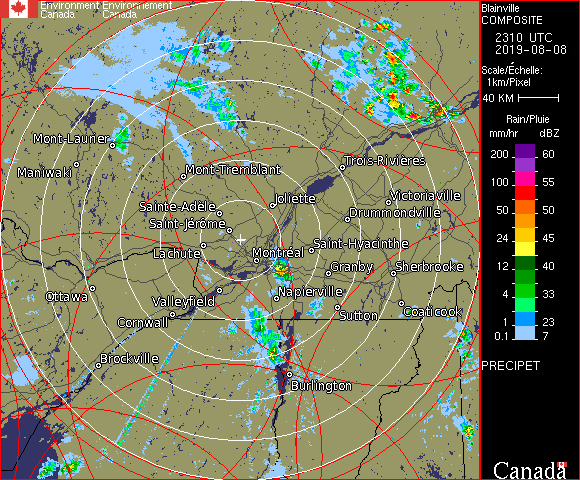 Environment Environnement
Canada Canada
Blainville
COMPOSITE
2310 UTC
2019-08-08
Scale/Échelle:
1km/Pixel
40 KM
Rain/Pluie
mm/hr dBZ
200 60
100 55
50 50
24 45
12 40
4 33
1 23
0.1 7
PRECIPET
Canada
Mont-Laurier
Maniwaki
Mont-Tremblant
Trois-Rivières
Joliette
Victoriaville
Sainte-Adèle
Drummondville
Saint-Jérôme
Lachute
Montréal
Saint-Hyacinthe
Granby
Sherbrooke
Ottawa
Valleyfield
Napierville
Cornwall
Sutton
Coaticook
Brockville
Burlington